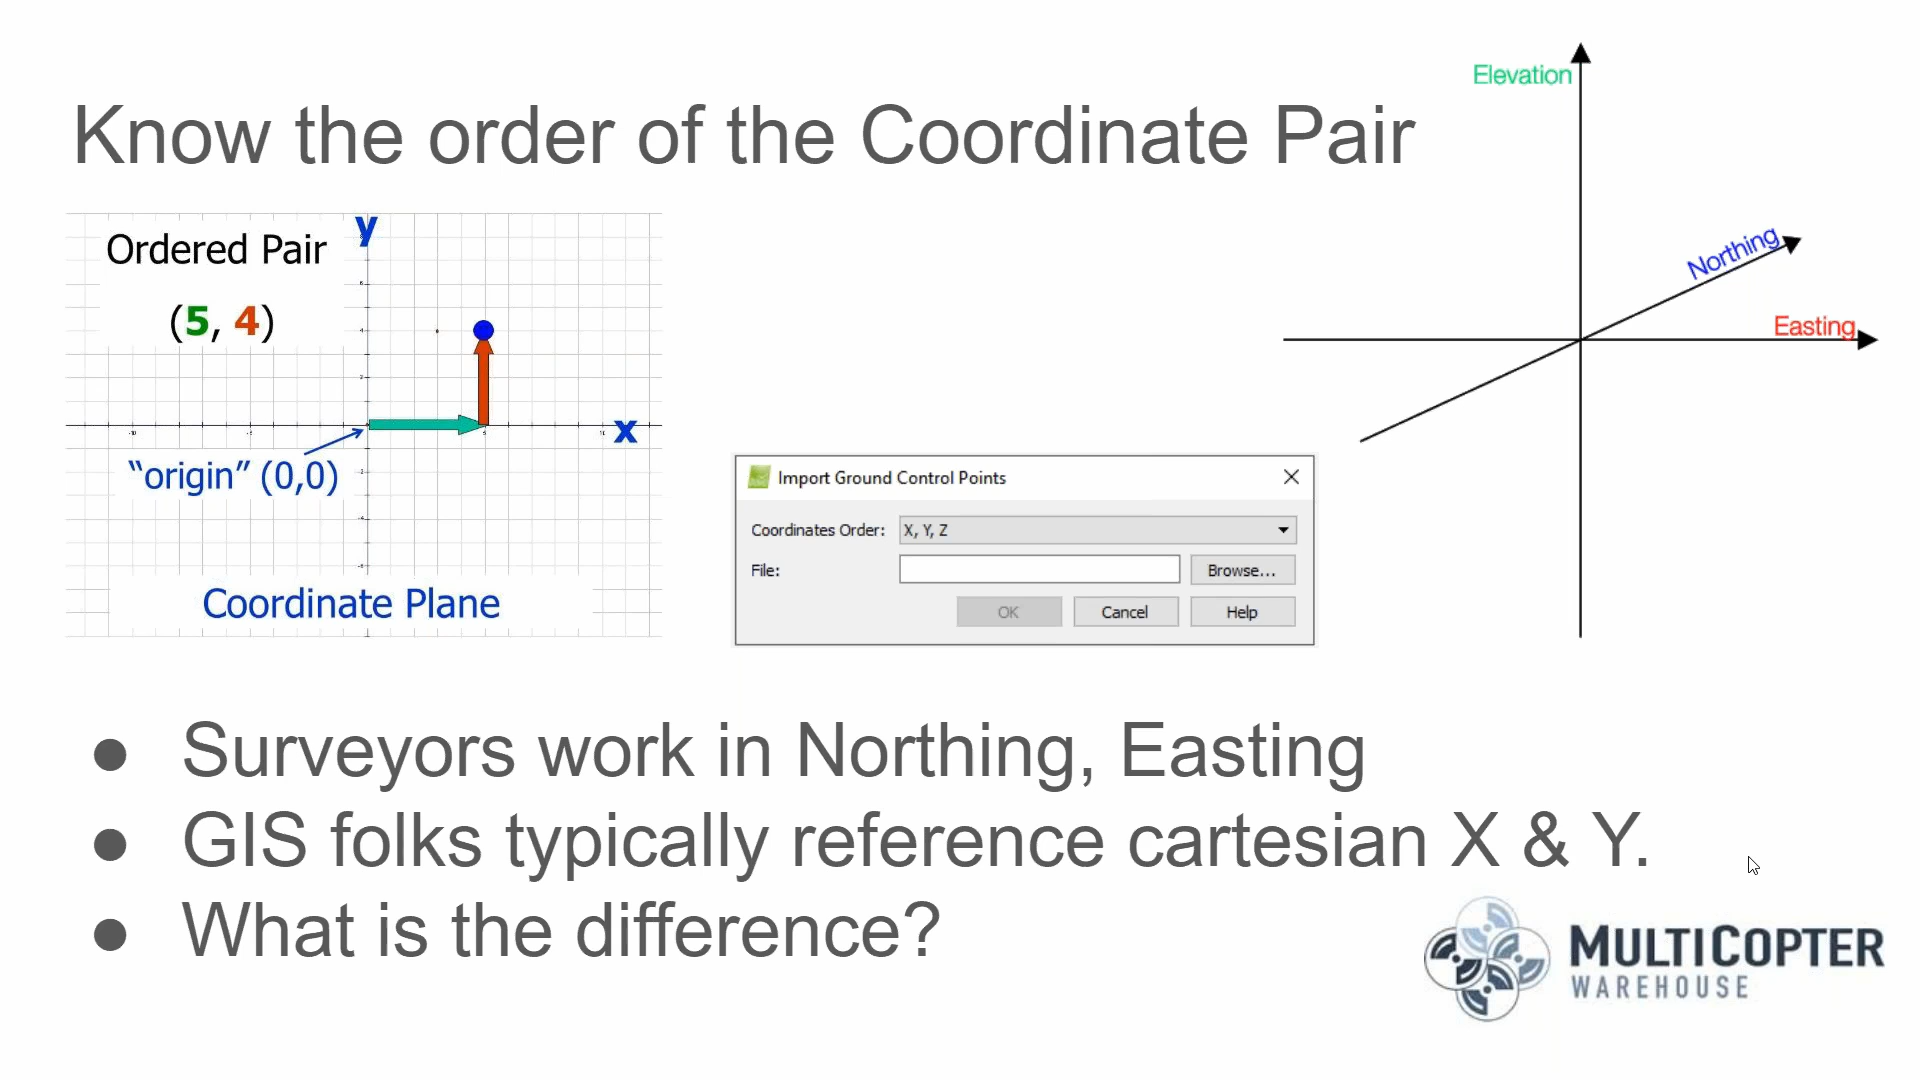 Know the order of the Coordinate Pair
Elevation
Northing
Easting
Ordered Pair
(5, 4)
y
x
“origin” (0,0)
Coordinate Plane
Import Ground Control Points
Coordinates Order: X, Y, Z
File: Browse...
OK Cancel Help
● Surveyors work in Northing, Easting
● GIS folks typically reference cartesian X & Y.
● What is the difference?
MULTICOPTER
WAREHOUSE